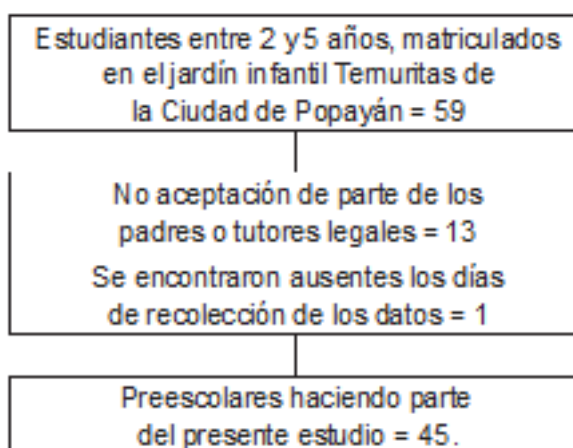 Estudiantes entre 2 y 5 años, matriculados
en el jardín infantil Ternuritas de
la Ciudad de Popayán = 59
No aceptación de parte de los
padres o tutores legales = 13
Se encontraron ausentes los días
de recolección de los datos = 1
Preescolares haciendo parte
del presente estudio = 45.